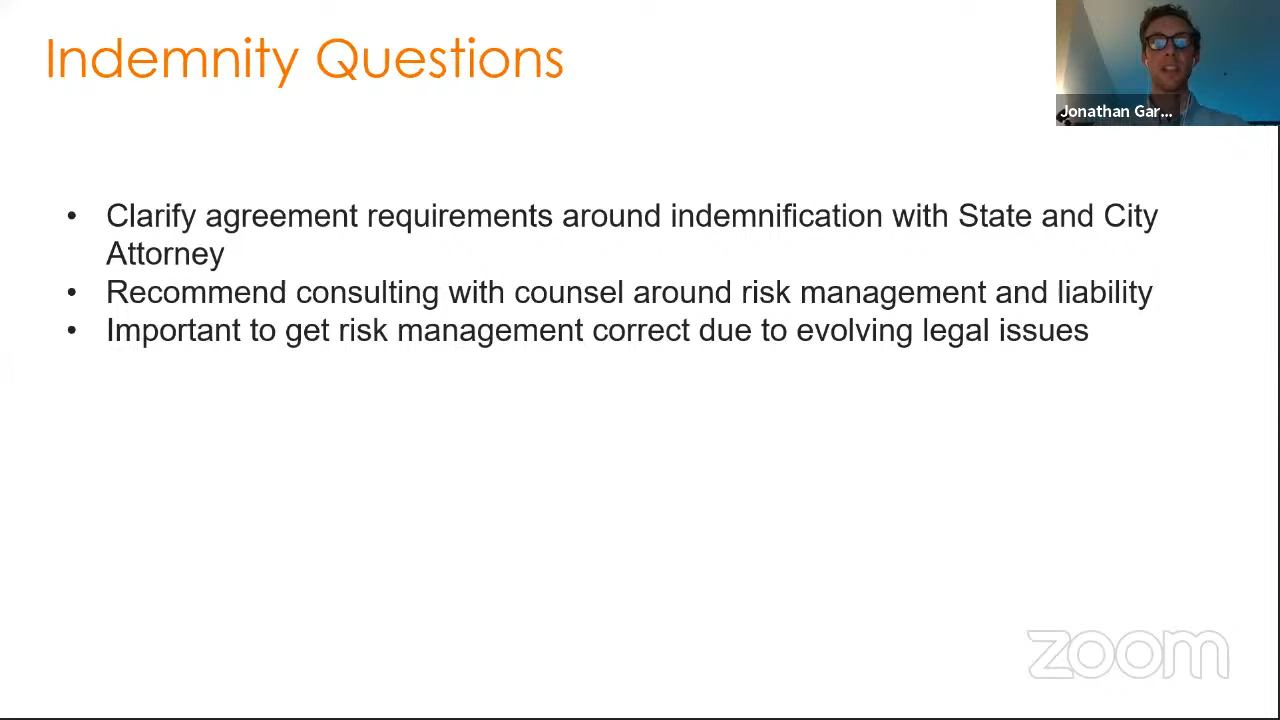 Indemnity Questions
Jonathan Gar...
• Clarify agreement requirements around indemnification with State and City
Attorney
• Recommend consulting with counsel around risk management and liability
• Important to get risk management correct due to evolving legal issues
zoom